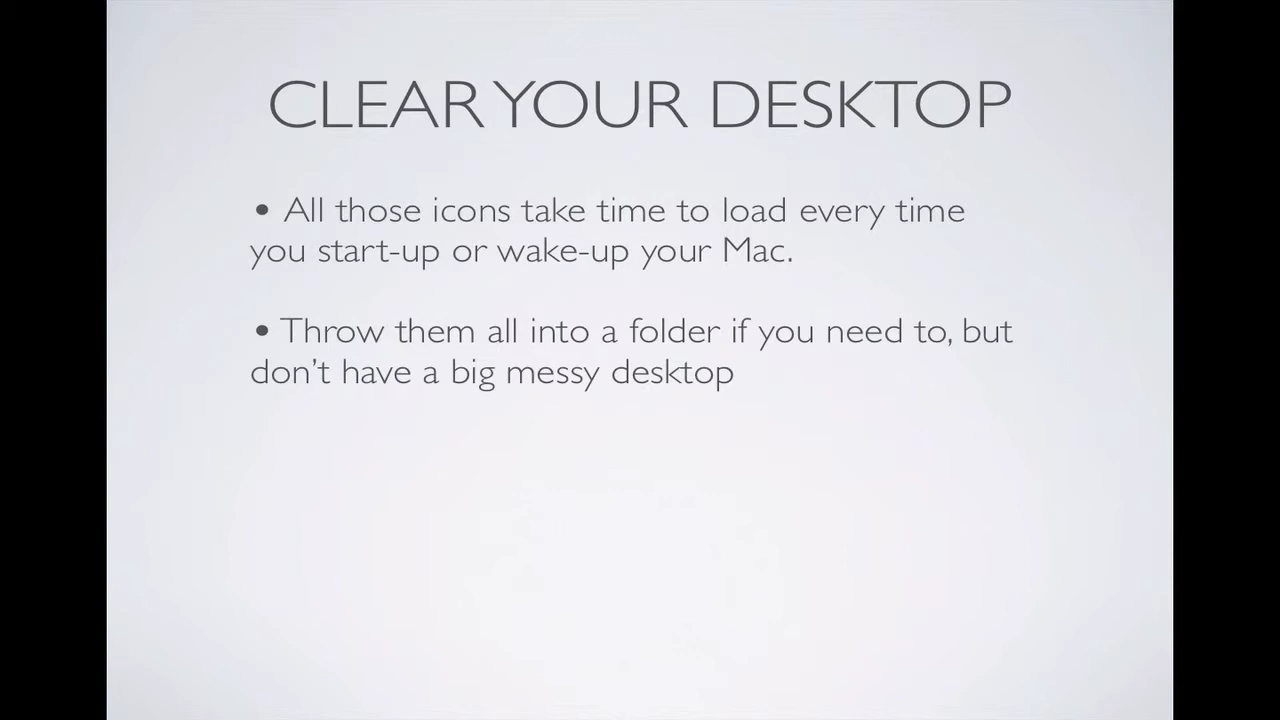 CLEAR YOUR DESKTOP
• All those icons take time to load every time
you start-up or wake-up your Mac.
• Throw them all into a folder if you need to, but
don’t have a big messy desktop